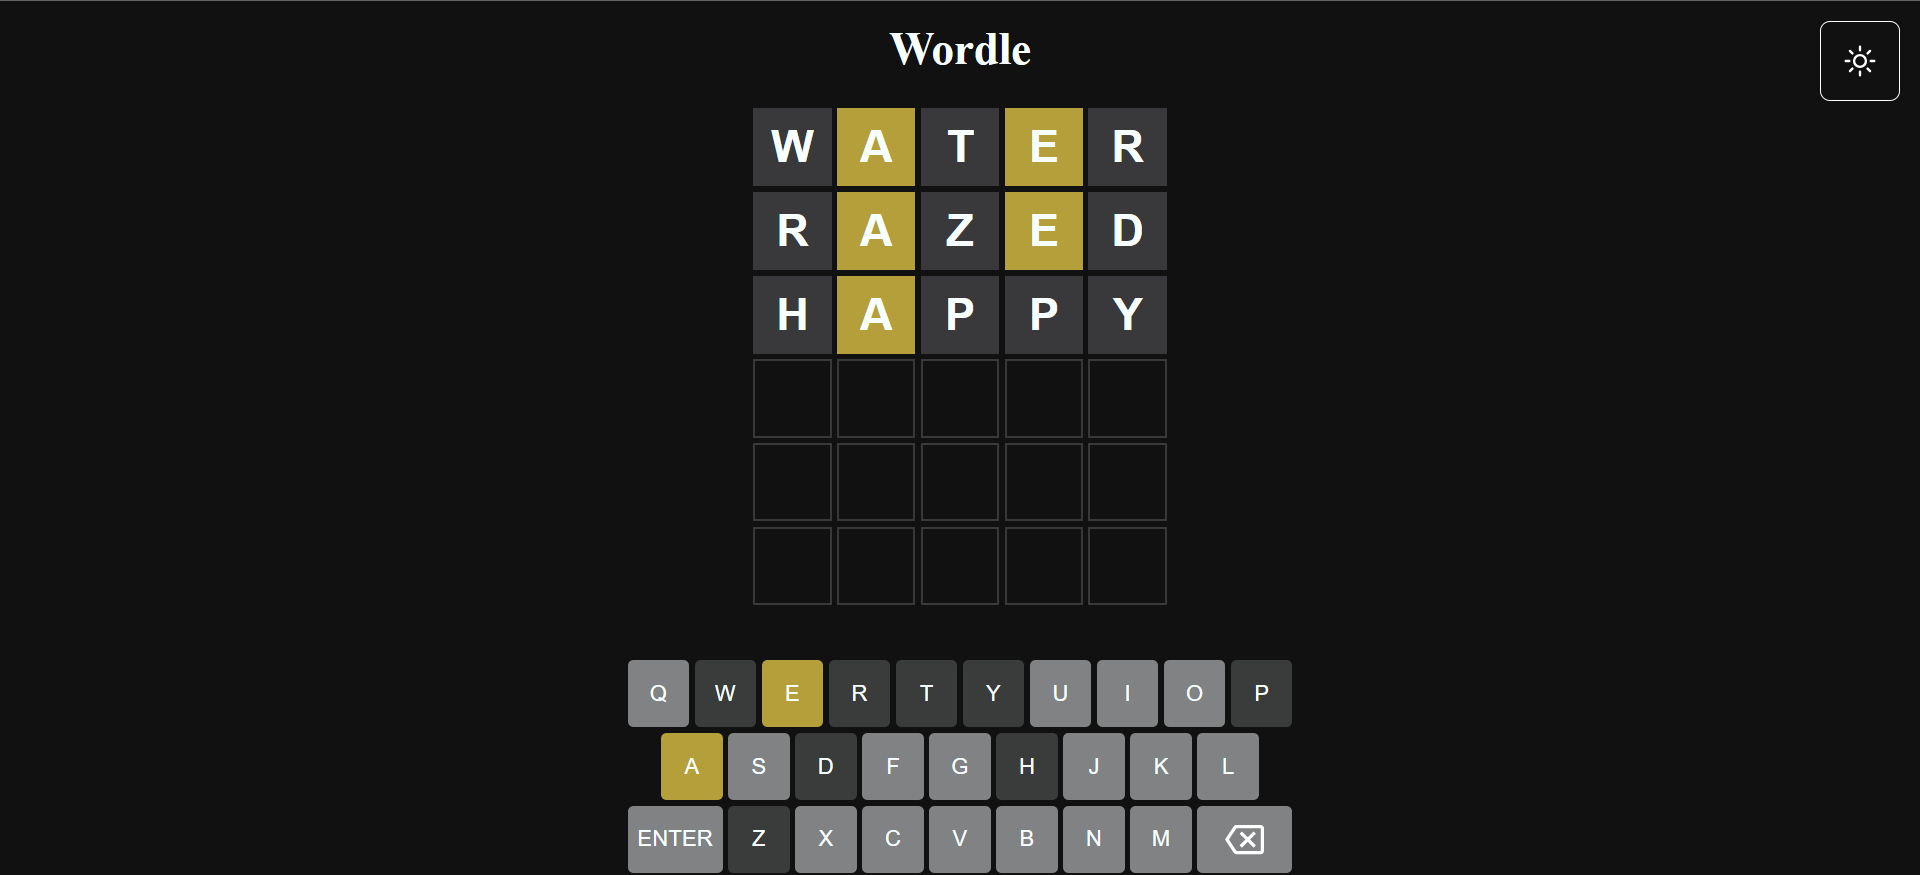 Wordle
W A T E R
R A Z E D
H A P P Y
Q W E R T Y U I O P
A S D F G H J K L
ENTER Z X C V B N M